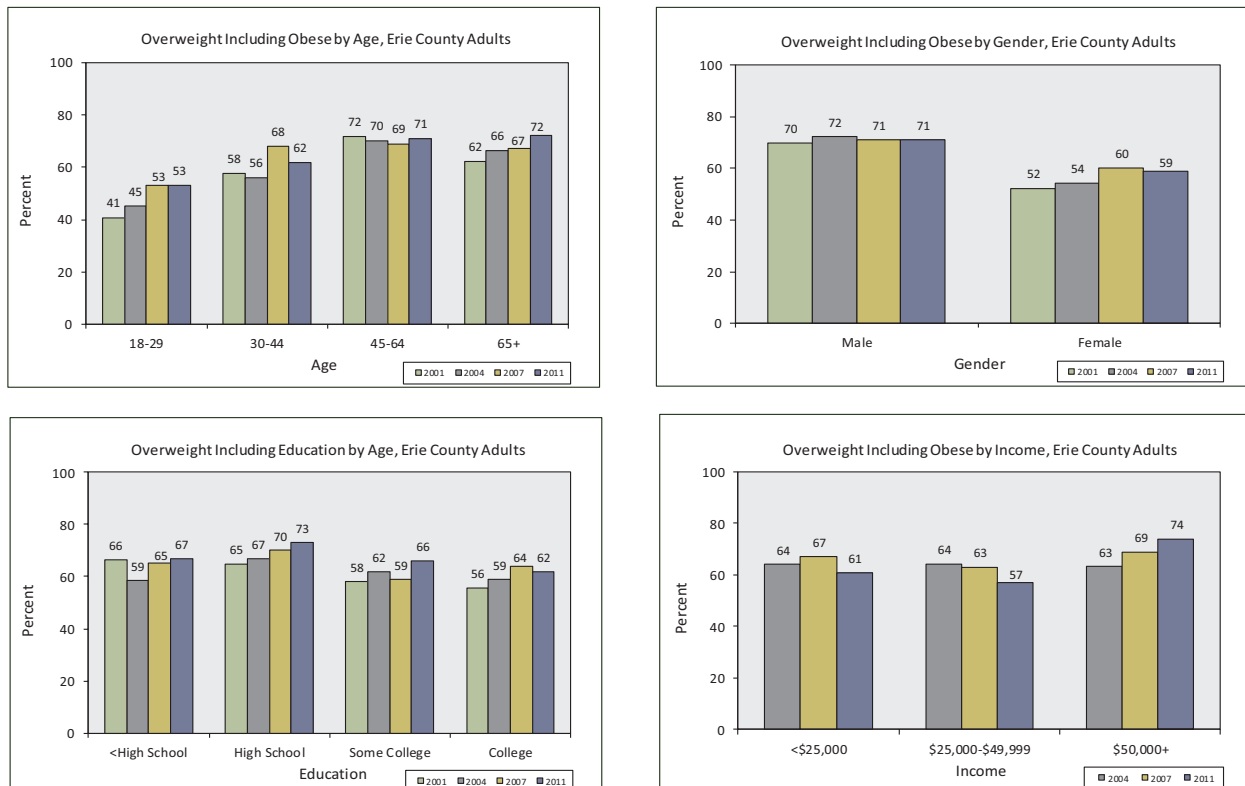 Overweight Including Obese by Age, Erie County Adults
100
80
60
40
20
0
Percent
41 45 53 53
58 56 68 62
72 70 69 71
62 66 67 72
18-29 30-44 45-64 65+
Age
2001 2004 2007 2011
Overweight Including Obese by Gender, Erie County Adults
100
80
60
40
20
0
Percent
70 72 71 71
52 54 60 59
Male Female
Gender
2001 2004 2007 2011
Overweight Including Education by Age, Erie County Adults
100
80
60
40
20
0
Percent
66 59 65 67
65 67 70 73
58 62 59 66
56 59 64 62
<High School High School Some College College
Education
2001 2004 2007 2011
Overweight Including Obese by Income, Erie County Adults
100
80
60
40
20
0
Percent
64 67 61
64 63 57
63 69 74
<$25,000 $25,000-$49,999 $50,000+
Income
2004 2007 2011